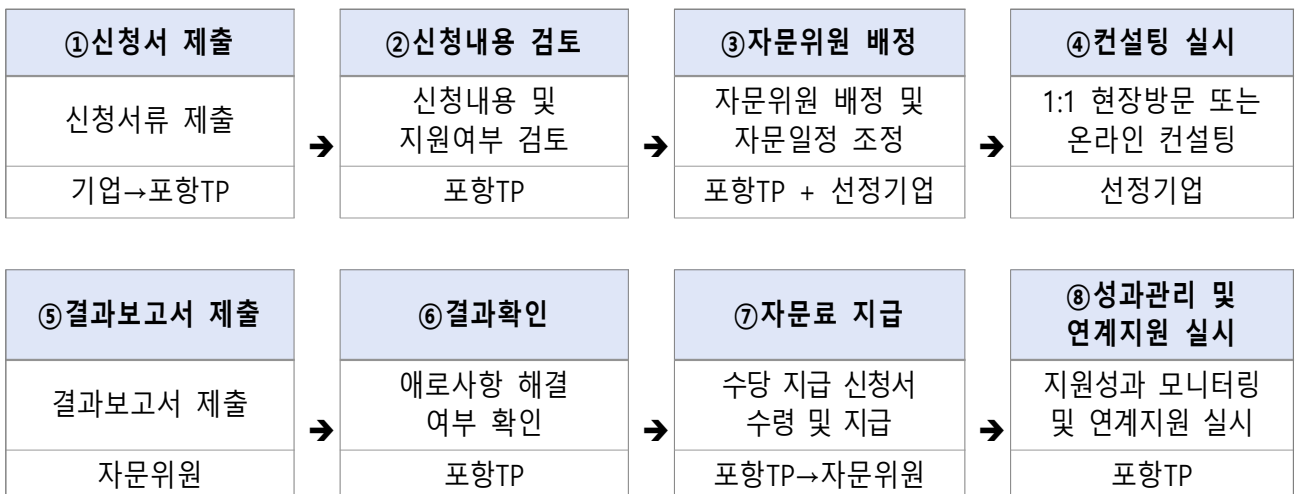 ①신청서 제출
②신청내용 검토
③자문위원 배정
④컨설팅 실시
신청서류 제출
신청내용 및
지원여부 검토
자문위원 배정 및
자문일정 조정
1:1 현장방문 또는
온라인 컨설팅
➔
➔
➔
기업→포항TP
포항TP
포항TP + 선정기업
선정기업
⑤결과보고서 제출
⑥결과확인
⑦자문료 지급
⑧성과관리 및
연계지원 실시
결과보고서 제출
애로사항 해결
여부 확인
수당 지급 신청서
수령 및 지급
지원성과 모니터링
및 연계지원 실시
➔
➔
➔
자문위원
포항TP
포항TP→자문위원
포항TP